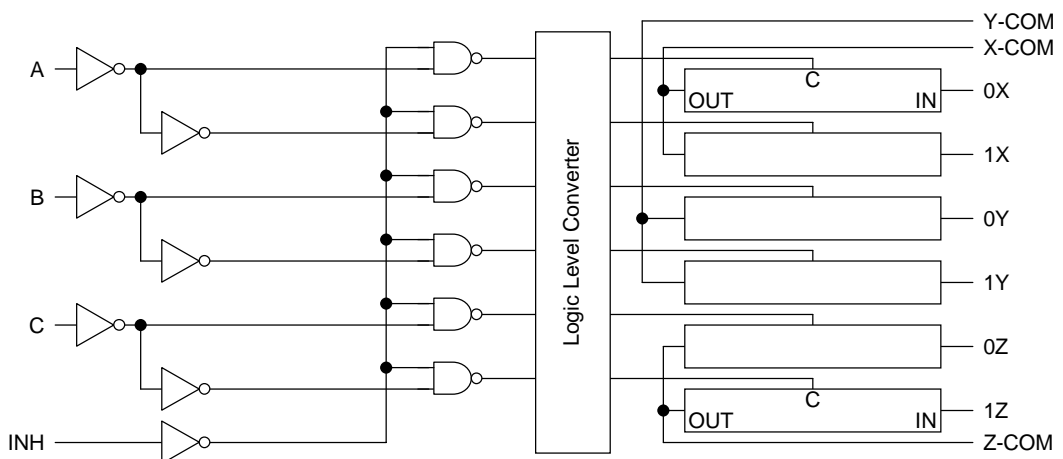 Y-COM
X-COM
A
C
OUT
IN
0X
1X
B
0Y
Logic Level Converter
1Y
C
0Z
C
OUT
IN
1Z
INH
Z-COM